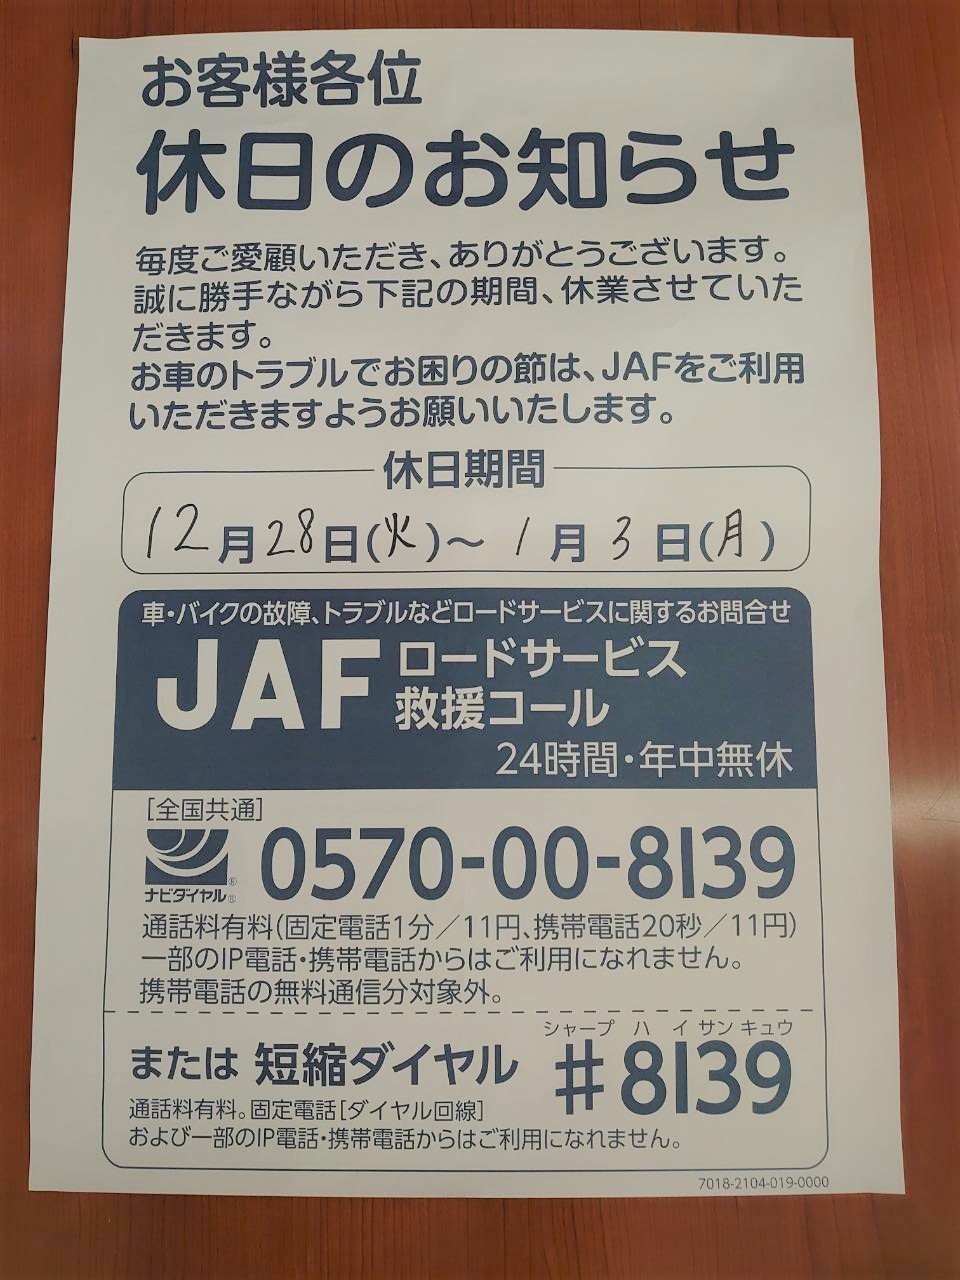 お客様各位
休日のお知らせ
毎度ご愛顧いただき、ありがとうございます。
誠に勝手ながら下記の期間、休業させていた
だきます。
お車のトラブルでお困りの節は、JAFをご利用
いただきますようお願いいたします。
休日期間
12月28日(火)～1月3日(月)
車・バイクの故障、トラブルなどロードサービスに関するお問合せ
JAF ロードサービス
救援コール
24時間・年中無休
[全国共通]
ナビダイヤル® 0570-00-8139
通話料有料(固定電話1分／11円、携帯電話20秒／11円)
一部のIP電話・携帯電話からはご利用になれません。
携帯電話の無料通信分対象外。
シャープ ハ イ サン キュウ
または 短縮ダイヤル #8139
通話料有料。固定電話[ダイヤル回線]
および一部のIP電話・携帯電話からはご利用になれません。
7018-2104-019-0000